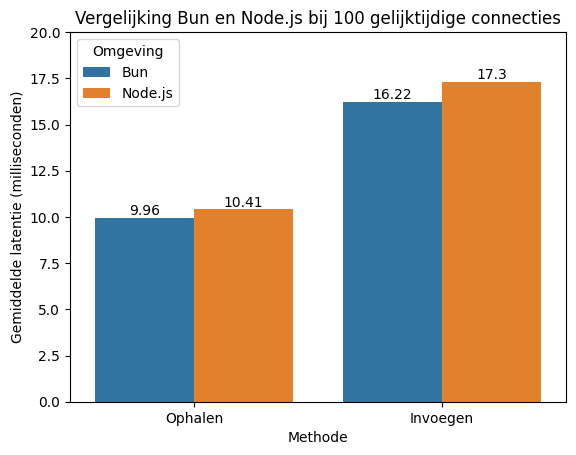 Vergelijking Bun en Node.js bij 100 gelijktijdige connecties
Omgeving
Bun
Node.js
Gemiddelde latentie (milliseconden)
20.0
17.5
15.0
12.5
10.0
7.5
5.0
2.5
0.0
9.96
10.41
16.22
17.3
Ophalen
Invoegen
Methode